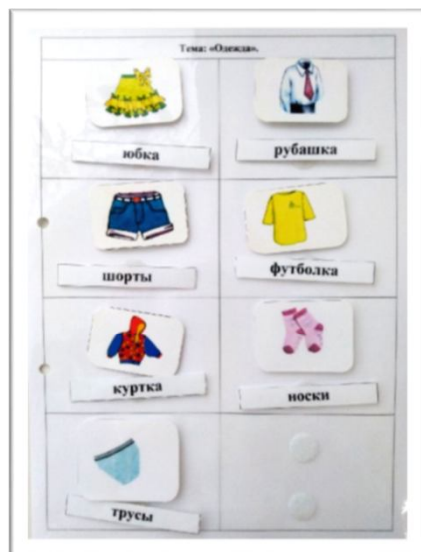 Тема: «Одежда».
юбка
рубашка
шорты
футболка
куртка
носки
трусы